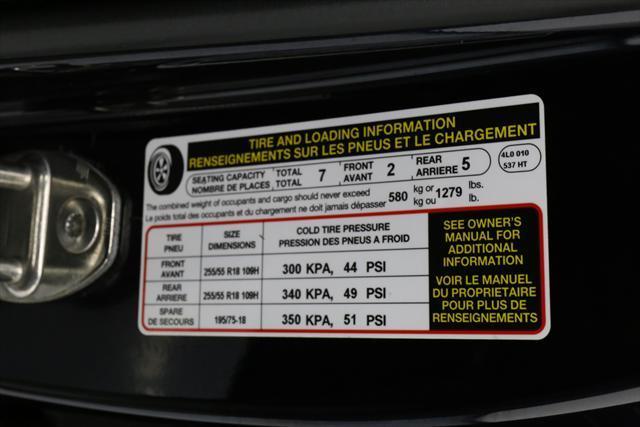 TIRE AND LOADING INFORMATION
RENSEIGNEMENTS SUR LES PNEUS ET LE CHARGEMENT
SEATING CAPACITY TOTAL 7 FRONT 2 REAR 5
NOMBRE DE PLACES TOTAL AVANT ARRIERE
4L0 010
537 HT
The combined weight of occupants and cargo should never exceed 580 kg or 1279 lbs.
Le poids total des occupants et du chargement ne doit jamais dépasser kg ou lb.
TIRE SIZE COLD TIRE PRESSURE
PNEU DIMENSIONS PRESSION DES PNEUS A FROID
FRONT
AVANT 255/55 R18 109H 300 KPA, 44 PSI
REAR
ARRIERE 255/55 R18 109H 340 KPA, 49 PSI
SPARE
DE SECOURS 195/75-18 350 KPA, 51 PSI
SEE OWNER'S
MANUAL FOR
ADDITIONAL
INFORMATION
VOIR LE MANUEL
DU PROPRIETAIRE
POUR PLUS DE
RENSEIGNEMENTS